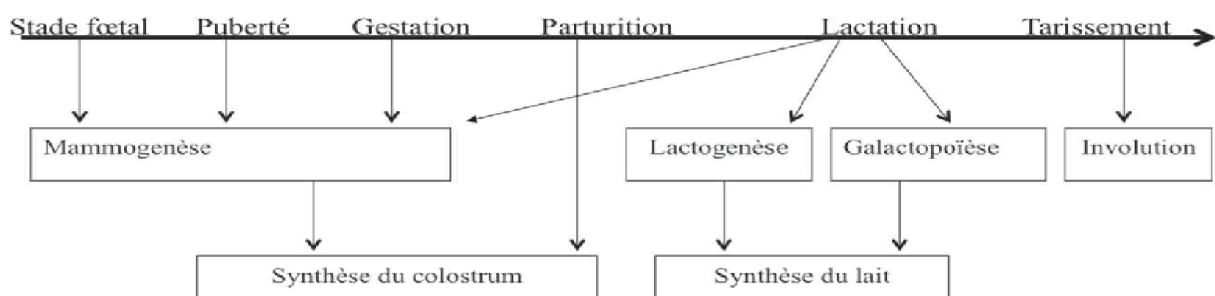 Stade fœtal Puberté Gestation Parturition Lactation Tarissement
Mammogenèse Lactogenèse Galactopoïèse Involution
Synthèse du colostrum Synthèse du lait